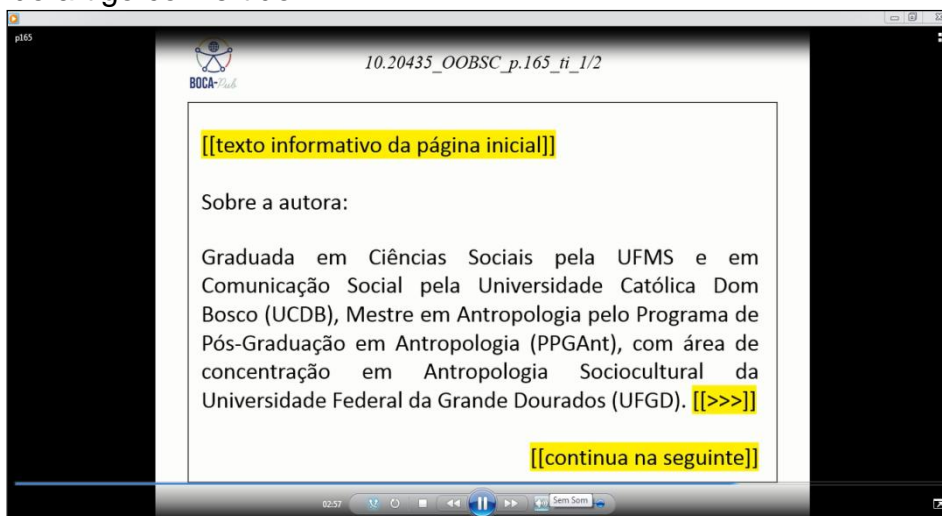 p165
BOCA-Pub
10.20435_OOBSC_p.165_ti_1/2
[[texto informativo da página inicial]]
Sobre a autora:
Graduada em Ciências Sociais pela UFMS e em
Comunicação Social pela Universidade Católica Dom
Bosco (UCDB), Mestre em Antropologia pelo Programa de
Pós-Graduação em Antropologia (PPGAnt), com área de
concentração em Antropologia Sociocultural da
Universidade Federal da Grande Dourados (UFGD). [[>>>]]
[[continua na seguinte]]
02:57
Sem Som